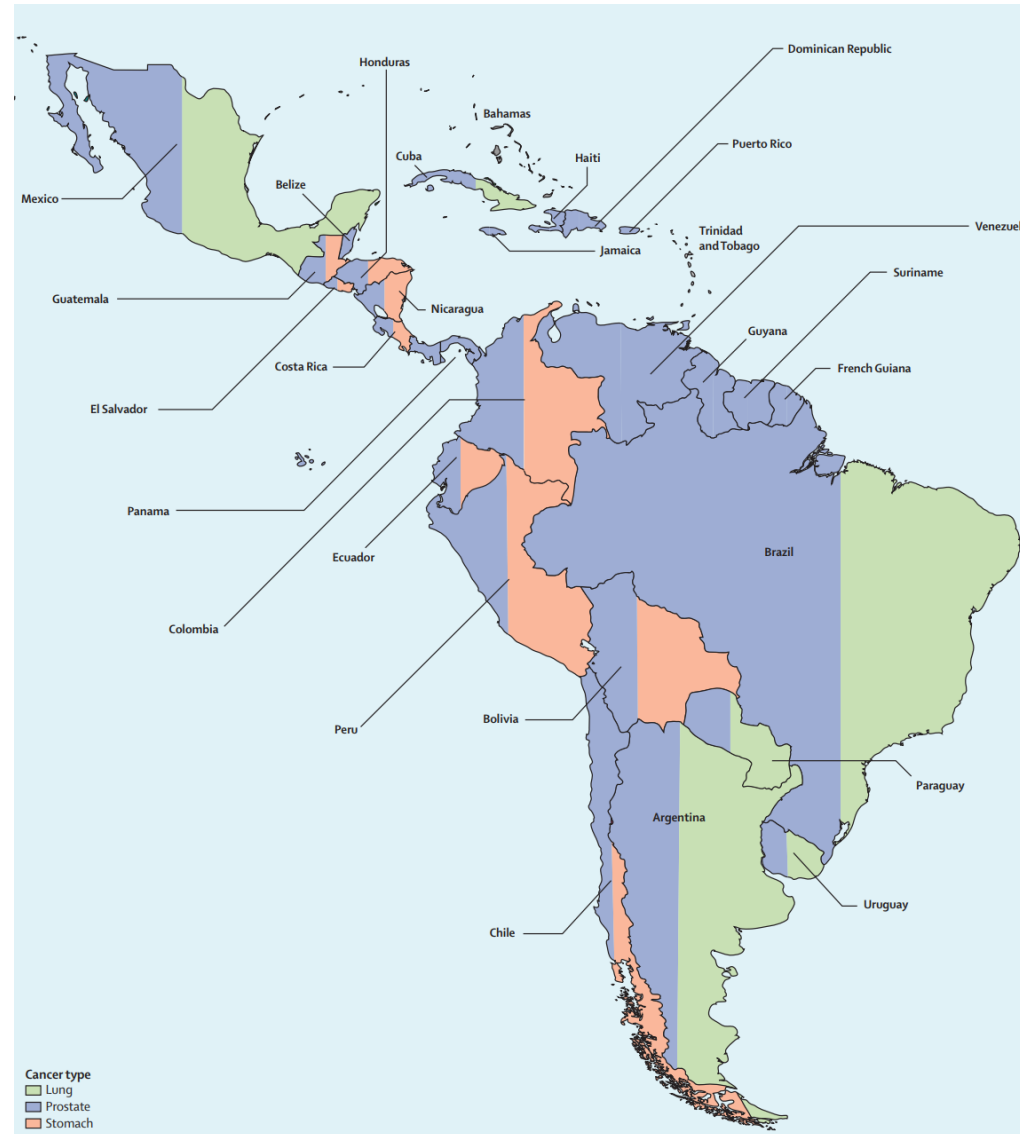 Dominican Republic
Honduras
Bahamas
Puerto Rico
Cuba
Haiti
Belize
Mexico
Trinidad
and Tobago
Venezuel
Jamaica
Suriname
Guatemala
Nicaragua
Guyana
Costa Rica
French Guiana
El Salvador
Panama
Brazil
Ecuador
Colombia
Bolivia
Peru
Paraguay
Argentina
Uruguay
Chile
Cancer type
Lung
Prostate
Stomach